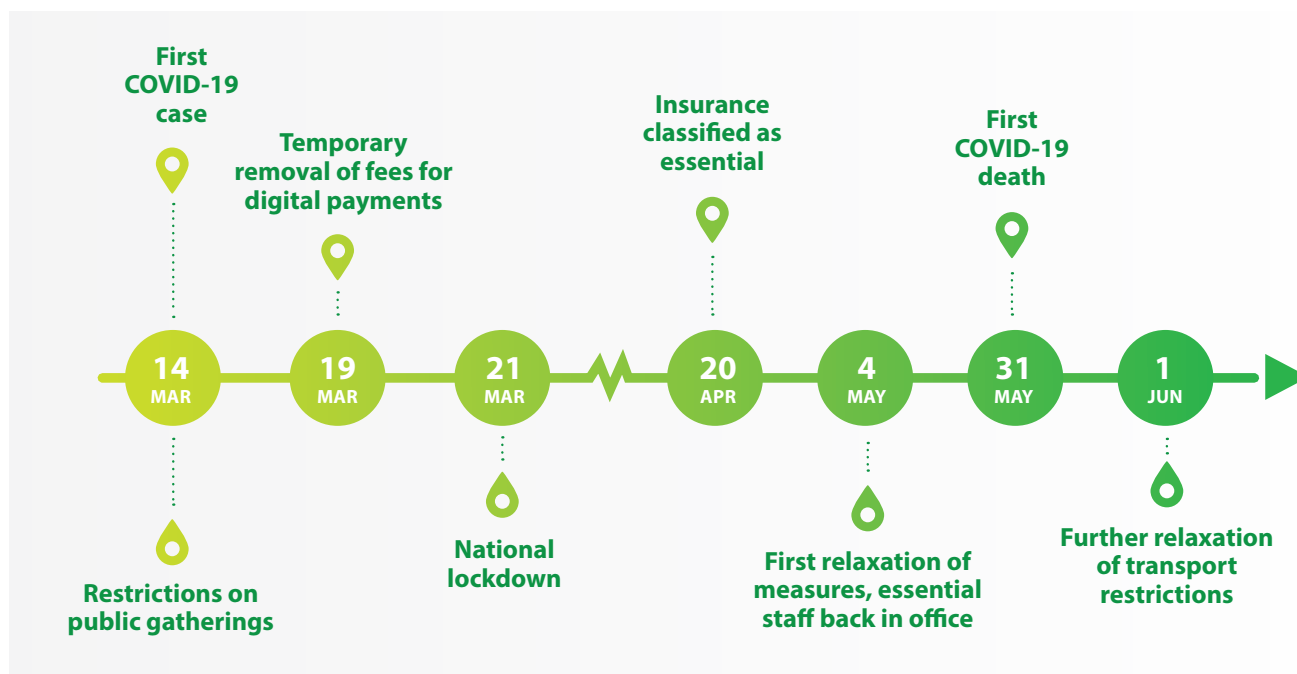 First
COVID-19
case
Temporary
removal of fees for
digital payments
Insurance
classified as
essential
First
COVID-19
death
14
MAR
19
MAR
21
MAR
20
APR
4
MAY
31
MAY
1
JUN
Restrictions on
public gatherings
National
lockdown
First relaxation of
measures, essential
staff back in office
Further relaxation
of transport
restrictions